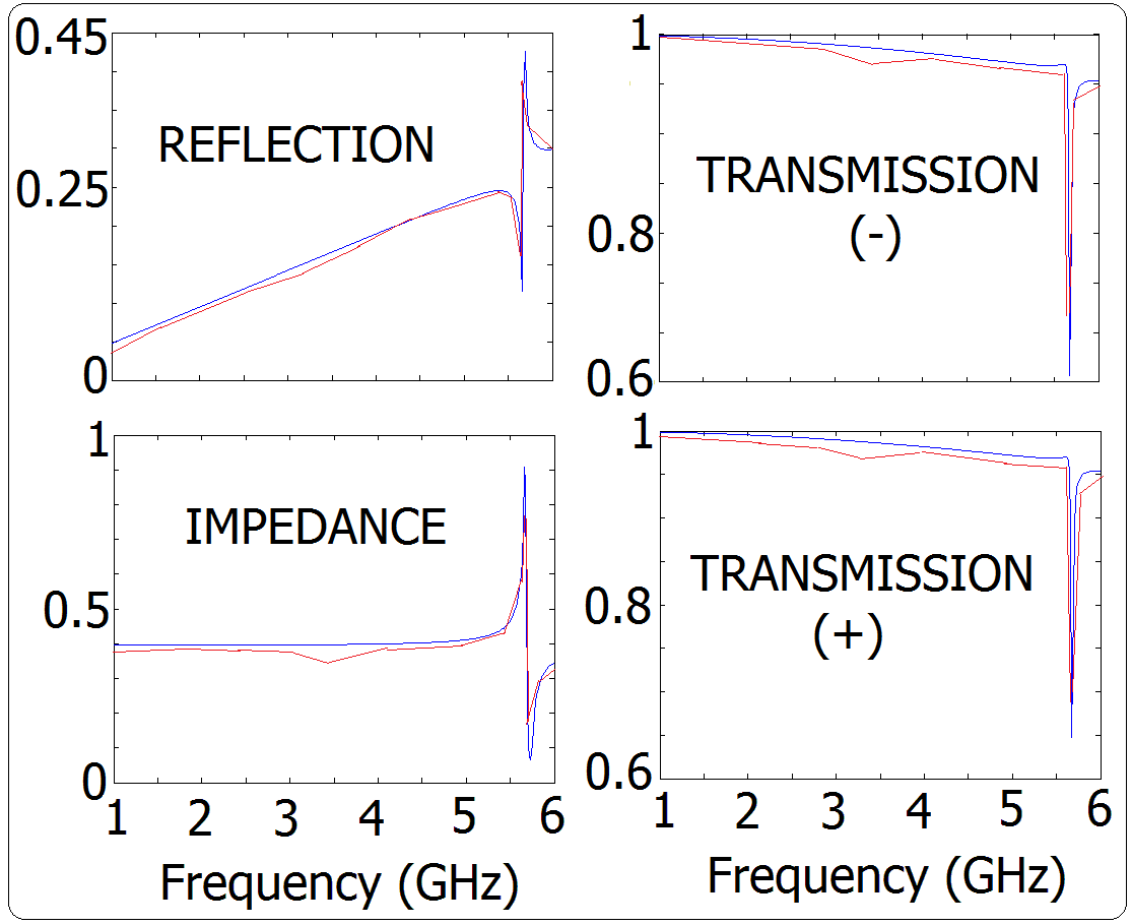 0.45
0.25
0
REFLECTION
1
0.8
0.6
TRANSMISSION
(-)
1
0.5
0
IMPEDANCE
1 2 3 4 5 6
Frequency (GHz)
1
0.8
0.6
TRANSMISSION
(+)
1 2 3 4 5 6
Frequency (GHz)